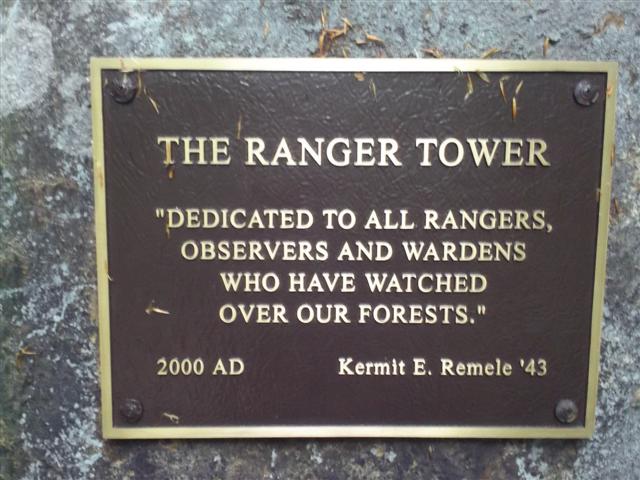 THE RANGER TOWER
"DEDICATED TO ALL RANGERS,
OBSERVERS AND WARDENS
WHO HAVE WATCHED
OVER OUR FORESTS."
2000 AD Kermit E. Remele '43